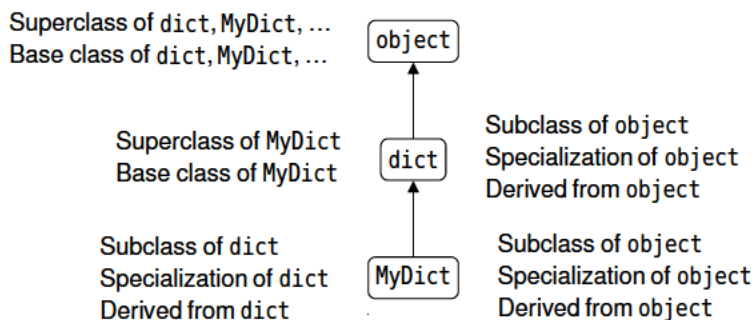 Superclass of dict, MyDict, ...
Base class of dict, MyDict, ...
object
Superclass of MyDict
Base class of MyDict
dict
Subclass of object
Specialization of object
Derived from object
Subclass of dict
Specialization of dict
Derived from dict
MyDict
Subclass of object
Specialization of object
Derived from object